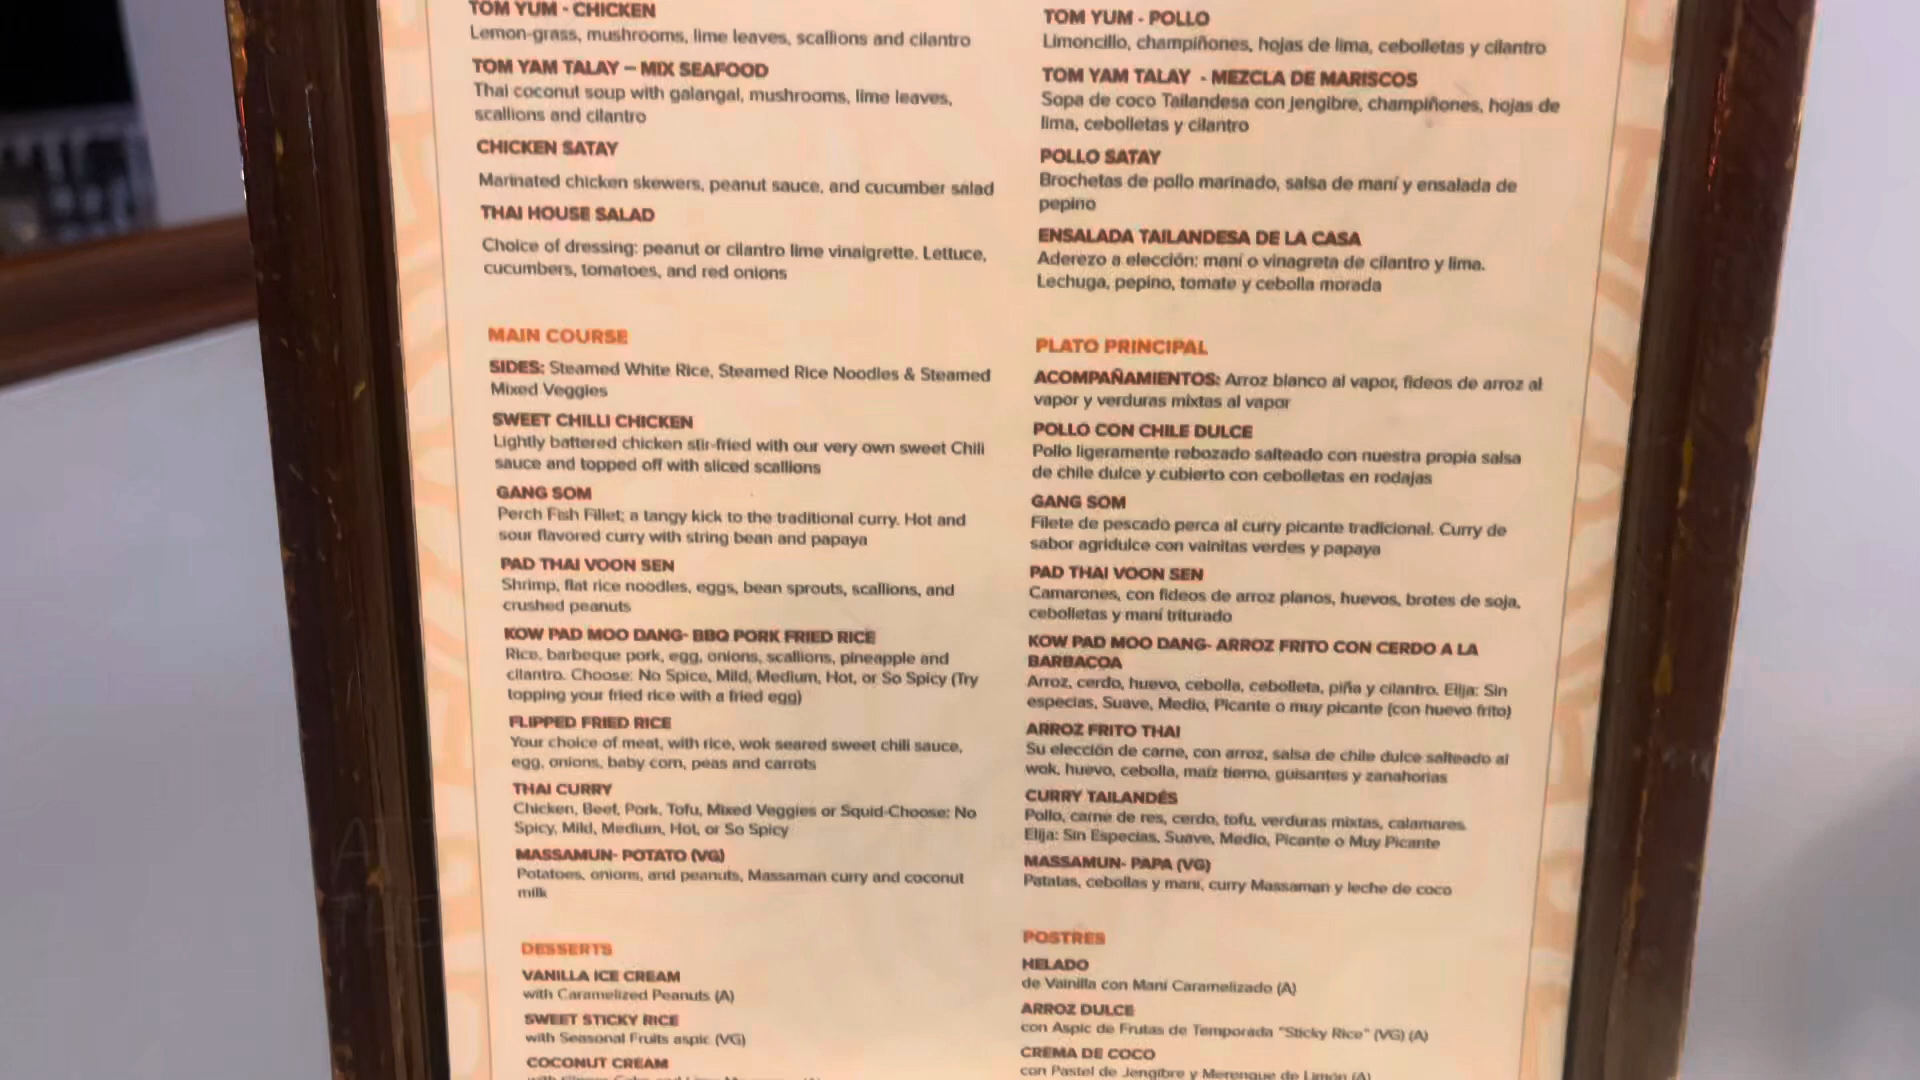 TOM YUM - CHICKEN
Lemon-grass, mushrooms, lime leaves, scallions and cilantro
TOM YAM TALAY – MIX SEAFOOD
Thai coconut soup with galangal, mushrooms, lime leaves,
scallions and cilantro
CHICKEN SATAY
Marinated chicken skewers, peanut sauce, and cucumber salad
THAI HOUSE SALAD
Choice of dressing: peanut or cilantro lime vinaigrette. Lettuce,
cucumbers, tomatoes, and red onions
MAIN COURSE
SIDES: Steamed White Rice, Steamed Rice Noodles & Steamed
Mixed Veggies
SWEET CHILLI CHICKEN
Lightly battered chicken stir-fried with our very own sweet Chili
sauce and topped off with sliced scallions
GANG SOM
Perch Fish Fillet; a tangy kick to the traditional curry. Hot and
sour flavored curry with string bean and papaya
PAD THAI VOON SEN
Shrimp, flat rice noodles, eggs, bean sprouts, scallions, and
crushed peanuts
KOW PAD MOO DANG- BBQ PORK FRIED RICE
Rice, barbeque pork, egg, onions, scallions, pineapple and
cilantro. Choose: No Spice, Mild, Medium, Hot, or So Spicy (Try
topping your fried rice with a fried egg)
FLIPPED FRIED RICE
Your choice of meat, with rice, wok seared sweet chili sauce,
egg, onions, baby corn, peas and carrots
THAI CURRY
Chicken, Beef, Pork, Tofu, Mixed Veggies or Squid-Choose: No
Spicy, Mild, Medium, Hot, or So Spicy
MASSAMUN- POTATO (VG)
Potatoes, onions, and peanuts, Massaman curry and coconut
milk
DESSERTS
VANILLA ICE CREAM
with Caramelized Peanuts (A)
SWEET STICKY RICE
with Seasonal Fruits aspic (VG)
COCONUT CREAM
TOM YUM - POLLO
Limoncillo, champiñones, hojas de lima, cebolletas y cilantro
TOM YAM TALAY - MEZCLA DE MARISCOS
Sopa de coco Tailandesa con jengibre, champiñones, hojas de
lima, cebolletas y cilantro
POLLO SATAY
Brochetas de pollo marinado, salsa de maní y ensalada de
pepino
ENSALADA TAILANDESA DE LA CASA
Aderezo a elección: maní o vinagreta de cilantro y lima.
Lechuga, pepino, tomate y cebolla morada
PLATO PRINCIPAL
ACOMPAÑAMIENTOS: Arroz blanco al vapor, fideos de arroz al
vapor y verduras mixtas al vapor
POLLO CON CHILE DULCE
Pollo ligeramente rebozado salteado con nuestra propia salsa
de chile dulce y cubierto con cebolletas en rodajas
GANG SOM
Filete de pescado perca al curry picante tradicional. Curry de
sabor agridulce con vainitas verdes y papaya
PAD THAI VOON SEN
Camarones, con fideos de arroz planos, huevos, brotes de soja,
cebolletas y maní triturado
KOW PAD MOO DANG- ARROZ FRITO CON CERDO A LA
BARBACOA
Arroz, cerdo, huevo, cebolla, cebolleta, piña y cilantro. Elija: Sin
especias, Suave, Medio, Picante o muy picante (con huevo frito)
ARROZ FRITO THAI
Su elección de carne, con arroz, salsa de chile dulce salteado al
wok, huevo, cebolla, maíz tierno, guisantes y zanahorias
CURRY TAILANDÉS
Pollo, carne de res, cerdo, tofu, verduras mixtas, calamares.
Elija: Sin Especias, Suave, Medio, Picante o Muy Picante
MASSAMUN- PAPA (VG)
Patatas, cebollas y maní, curry Massaman y leche de coco
POSTRES
HELADO
de Vainilla con Maní Caramelizado (A)
ARROZ DULCE
con Aspic de Frutas de Temporada "Sticky Rice" (VG) (A)
CREMA DE COCO
con Pastel de Jengibre y Merengue de Limón (A)